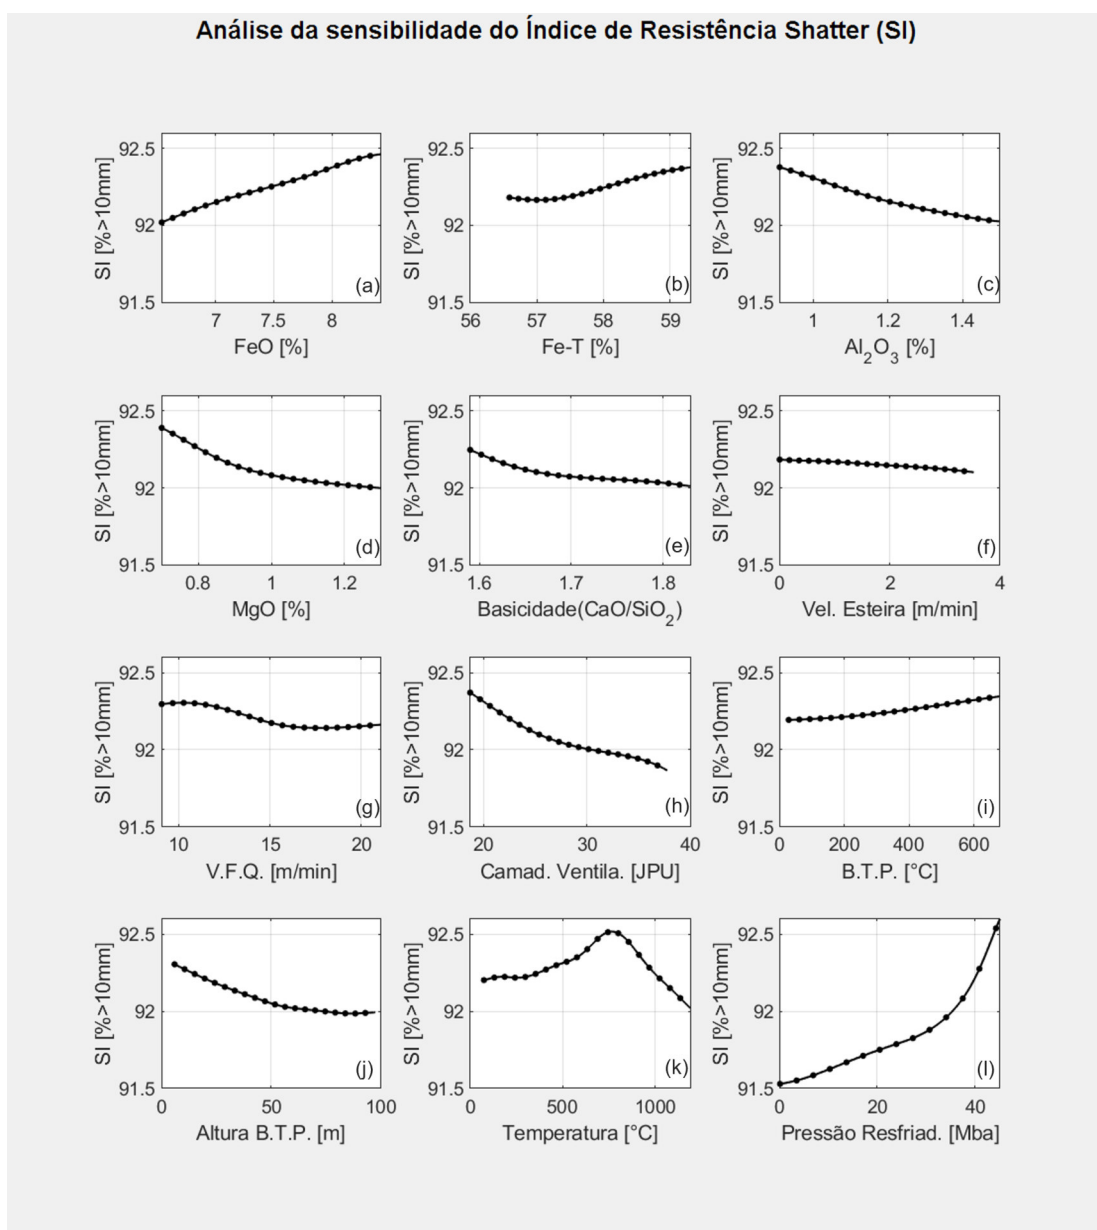 Análise da sensibilidade do Índice de Resistência Shatter (SI)
SI [%>10mm]
92.5
92
91.5
(a)
7
7.5
8
FeO [%]
SI [%>10mm]
92.5
92
91.5
(b)
56
57
58
59
Fe-T [%]
SI [%>10mm]
92.5
92
91.5
(c)
1
1.2
1.4
Al2O3 [%]
SI [%>10mm]
92.5
92
91.5
(d)
0.8
1
1.2
MgO [%]
SI [%>10mm]
92.5
92
91.5
(e)
1.6
1.7
1.8
Basicidade(CaO/SiO2)
SI [%>10mm]
92.5
92
91.5
(f)
0
2
4
Vel. Esteira [m/min]
SI [%>10mm]
92.5
92
91.5
(g)
10
15
20
V.F.Q. [m/min]
SI [%>10mm]
92.5
92
91.5
(h)
20
30
40
Camad. Ventila. [JPU]
SI [%>10mm]
92.5
92
91.5
(i)
0
200
400
600
B.T.P. [°C]
SI [%>10mm]
92.5
92
91.5
(j)
0
50
100
Altura B.T.P. [m]
SI [%>10mm]
92.5
92
91.5
(k)
0
500
1000
Temperatura [°C]
SI [%>10mm]
92.5
92
91.5
(l)
0
20
40
Pressão Resfriad. [Mba]